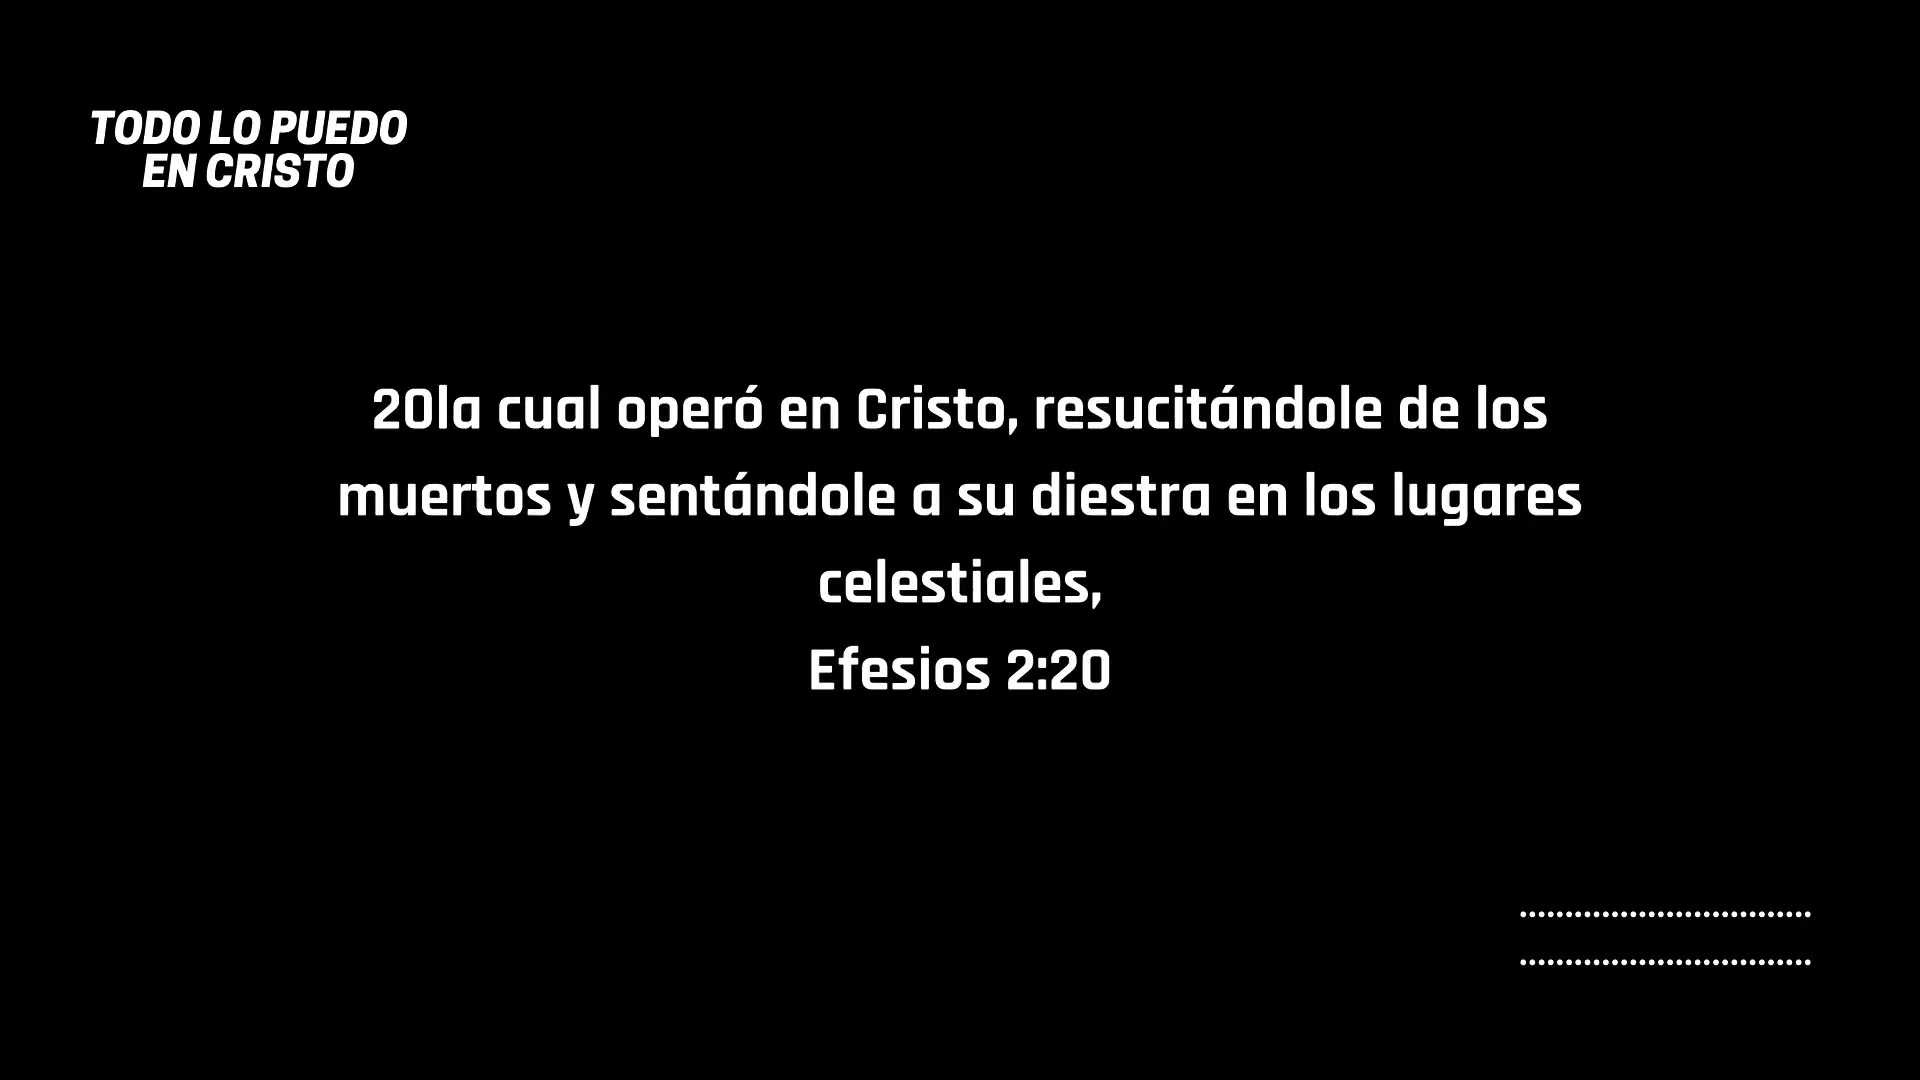 TODO LO PUEDO
EN CRISTO
20la cual operó en Cristo, resucitándole de los
muertos y sentándole a su diestra en los lugares
celestiales,
Efesios 2:20